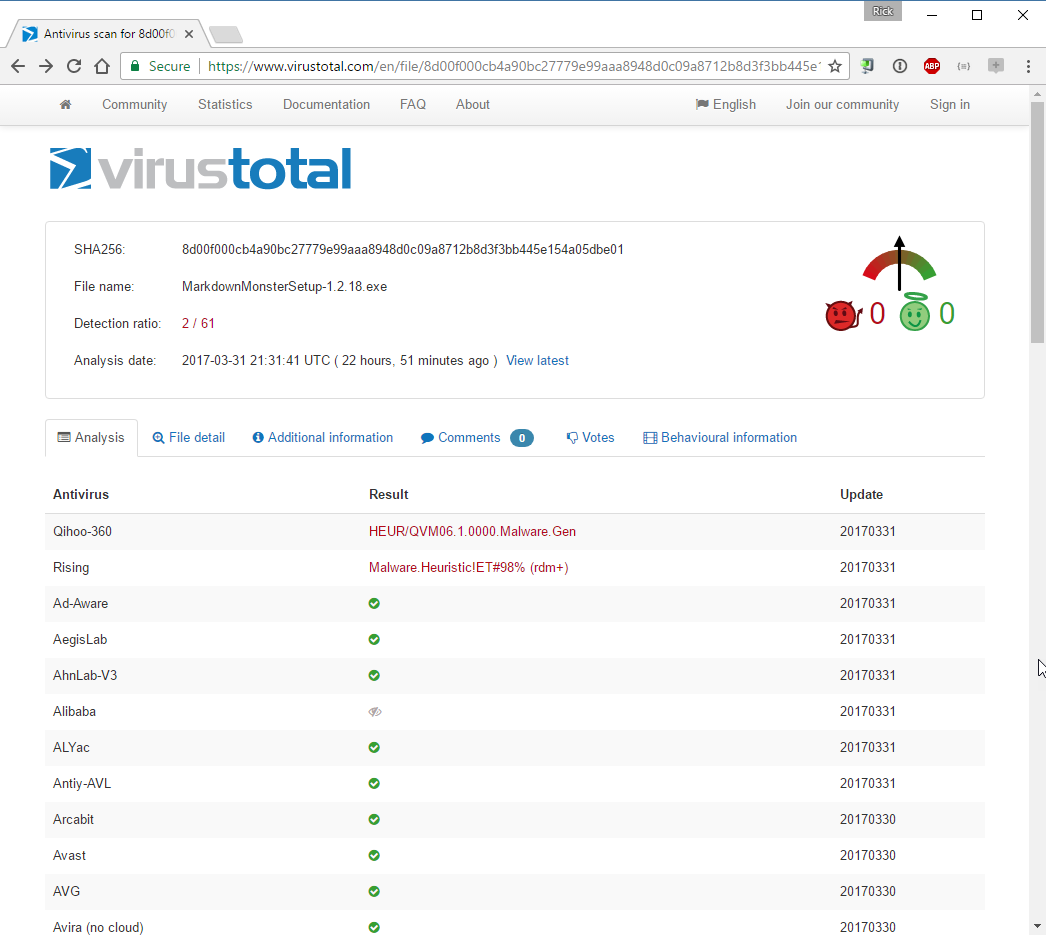 Rick
Antivirus scan for 8d00f0
Secure https://www.virustotal.com/en/file/8d00f000cb4a90bc27779e99aaa8948d0c09a8712b8d3f3bb445e1
ABP
Community Statistics Documentation FAQ About English Join our community Sign in
virustotal
SHA256: 8d00f000cb4a90bc27779e99aaa8948d0c09a8712b8d3f3bb445e154a05dbe01
File name: MarkdownMonsterSetup-1.2.18.exe
Detection ratio: 2 / 61
0 0
Analysis date: 2017-03-31 21:31:41 UTC ( 22 hours, 51 minutes ago ) View latest
Analysis File detail Additional information Comments 0 Votes Behavioural information
Antivirus Result Update
Qihoo-360 HEUR/QVM06.1.0000.Malware.Gen 20170331
Rising Malware.Heuristic!ET#98% (rdm+) 20170331
Ad-Aware 20170331
AegisLab 20170331
AhnLab-V3 20170331
Alibaba 20170331
ALYac 20170331
Antiy-AVL 20170331
Arcabit 20170330
Avast 20170330
AVG 20170330
Avira (no cloud) 20170330